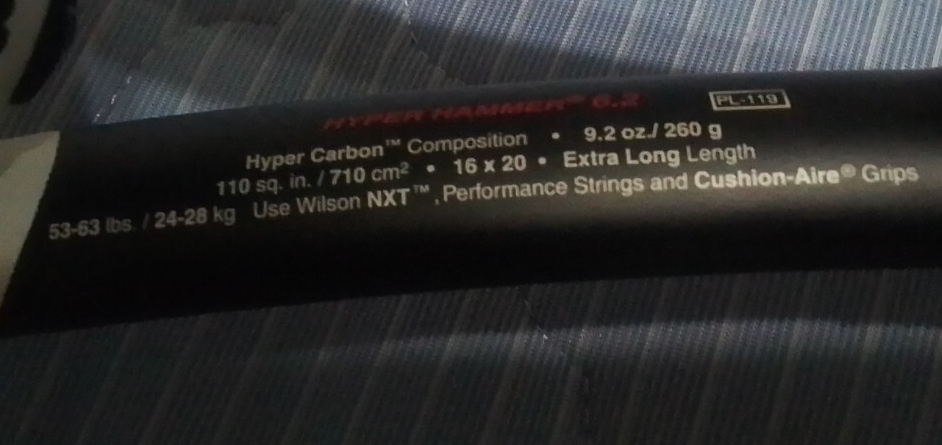 HYPER HAMMER® 6.2 PL-119
Hyper Carbon™ Composition • 9.2 oz./ 260 g
110 sq. in. / 710 cm² • 16 x 20 • Extra Long Length
53-63 lbs. / 24-28 kg Use Wilson NXT™, Performance Strings and Cushion-Aire® Grips